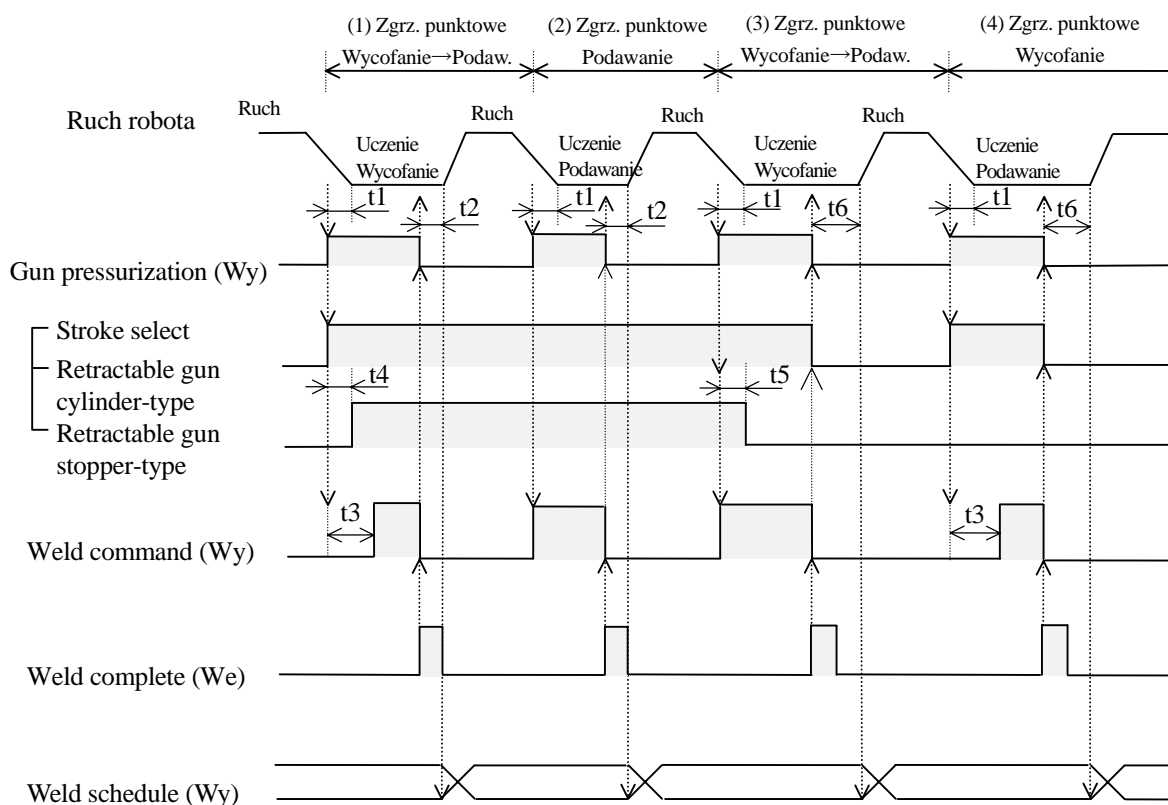 (1) Zgrz. punktowe
(2) Zgrz. punktowe
(3) Zgrz. punktowe
(4) Zgrz. punktowe
Wycofanie→Podaw.
Podawanie
Wycofanie→Podaw.
Wycofanie
Ruch robota
Ruch
Ruch
Ruch
Ruch
Uczenie
Wycofanie
Uczenie
Podawanie
Uczenie
Wycofanie
Uczenie
Podawanie
t1
t2
t1
t2
t1
t6
t1
t6
Gun pressurization (Wy)
Stroke select
Retractable gun
cylinder-type
t4
t5
Retractable gun
stopper-type
t3
t3
Weld command (Wy)
Weld complete (We)
Weld schedule (Wy)